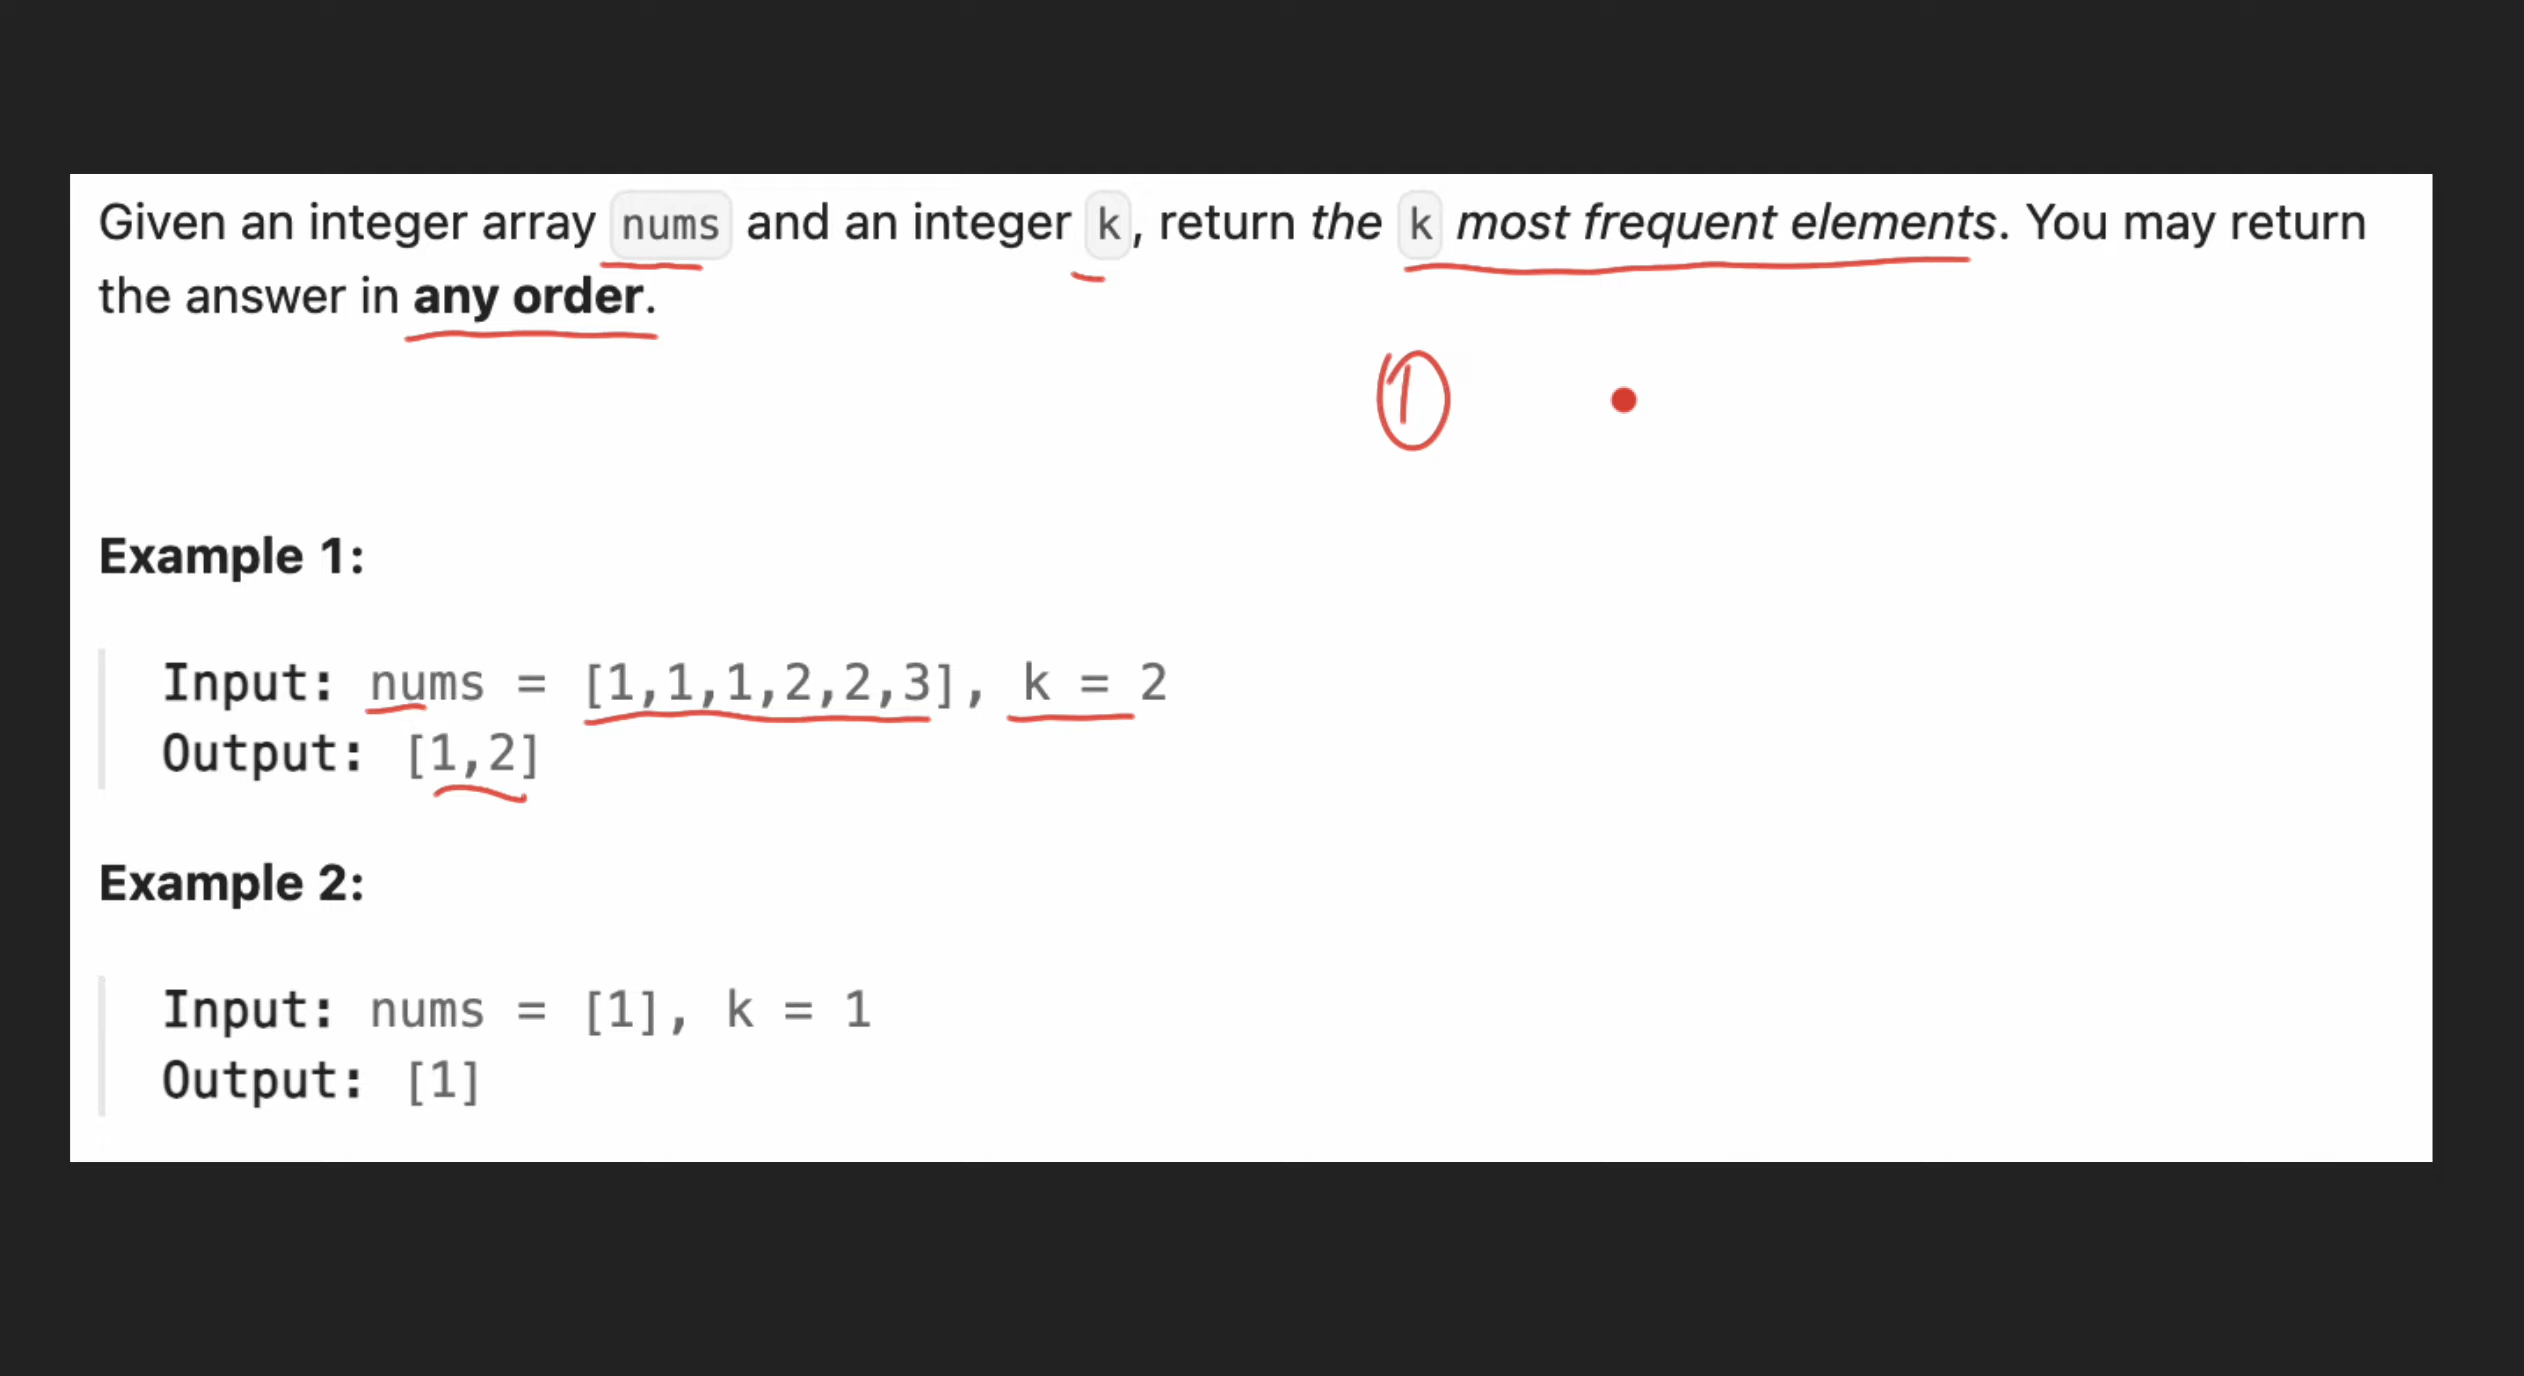 Given an integer array nums and an integer k, return the k most frequent elements. You may return
the answer in any order.
1
Example 1:
Input: nums = [1,1,1,2,2,3], k = 2
Output: [1,2]
Example 2:
Input: nums = [1], k = 1
Output: [1]